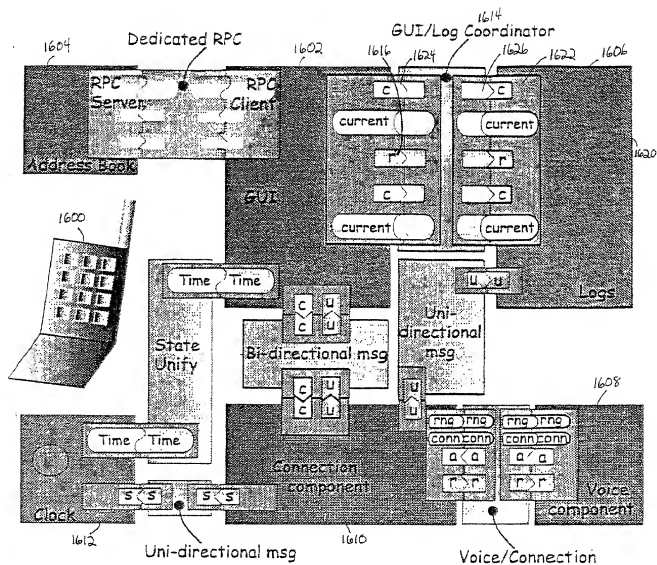 1604
Dedicated RPC
1602
GUI/Log Coordinator
1614
1616
1624
1626
1622
1606
RPC
Server
RPC
Client
Address Book
GUI
c
c
current
current
r
r
c
c
current
current
1620
1600
Time
Time
State
Unify
c
u
c
u
Bi-directional msg
c
u
c
u
Uni-
directional
msg
u
u
Logs
u
u
1608
Time
Time
s
s
s
s
Clock
Connection
component
rng
rng
rng
rng
conn
conn
conn
conn
a
a
a
a
r
r
r
r
Voice
component
1612
Uni-directional msg
1610
Voice/Connection